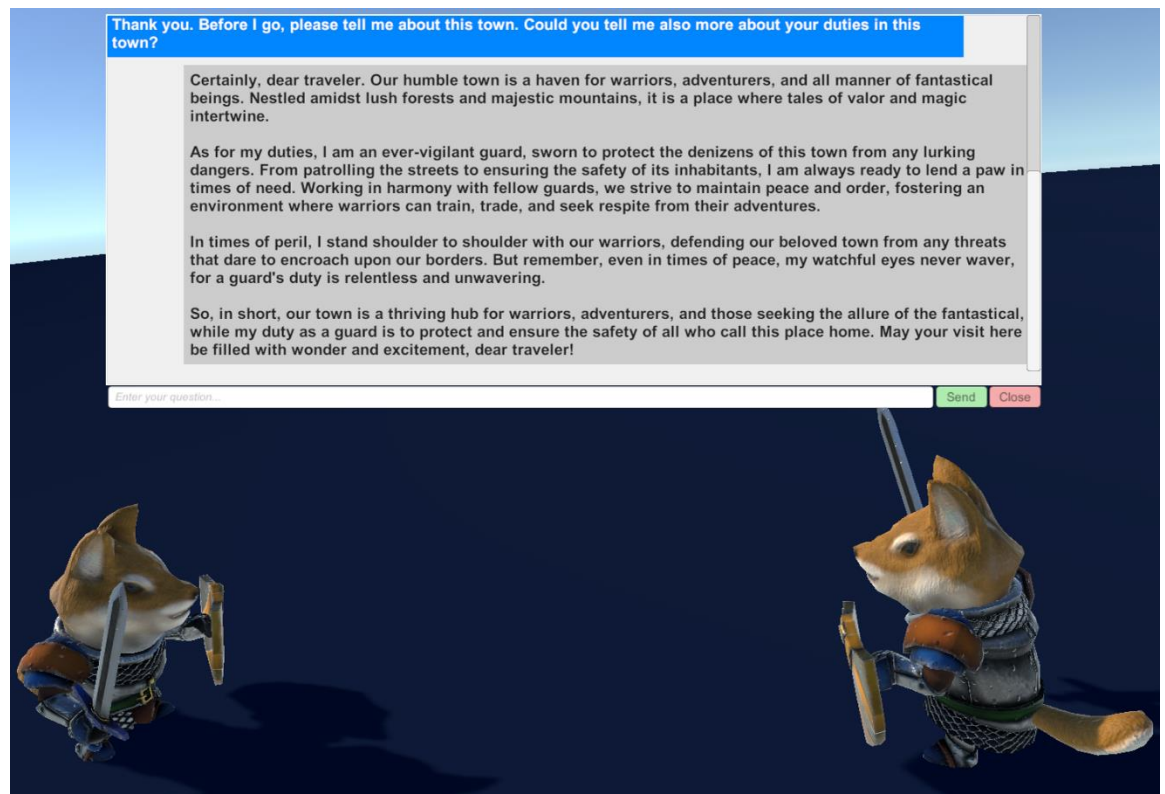 Thank you. Before I go, please tell me about this town. Could you tell me also more about your duties in this
town?
Certainly, dear traveler. Our humble town is a haven for warriors, adventurers, and all manner of fantastical
beings. Nestled amidst lush forests and majestic mountains, it is a place where tales of valor and magic
intertwine.
As for my duties, I am an ever-vigilant guard, sworn to protect the denizens of this town from any lurking
dangers. From patrolling the streets to ensuring the safety of its inhabitants, I am always ready to lend a paw in
times of need. Working in harmony with fellow guards, we strive to maintain peace and order, fostering an
environment where warriors can train, trade, and seek respite from their adventures.
In times of peril, I stand shoulder to shoulder with our warriors, defending our beloved town from any threats
that dare to encroach upon our borders. But remember, even in times of peace, my watchful eyes never waver,
for a guard's duty is relentless and unwavering.
So, in short, our town is a thriving hub for warriors, adventurers, and those seeking the allure of the fantastical,
while my duty as a guard is to protect and ensure the safety of all who call this place home. May your visit here
be filled with wonder and excitement, dear traveler!
Enter your question... Send Close